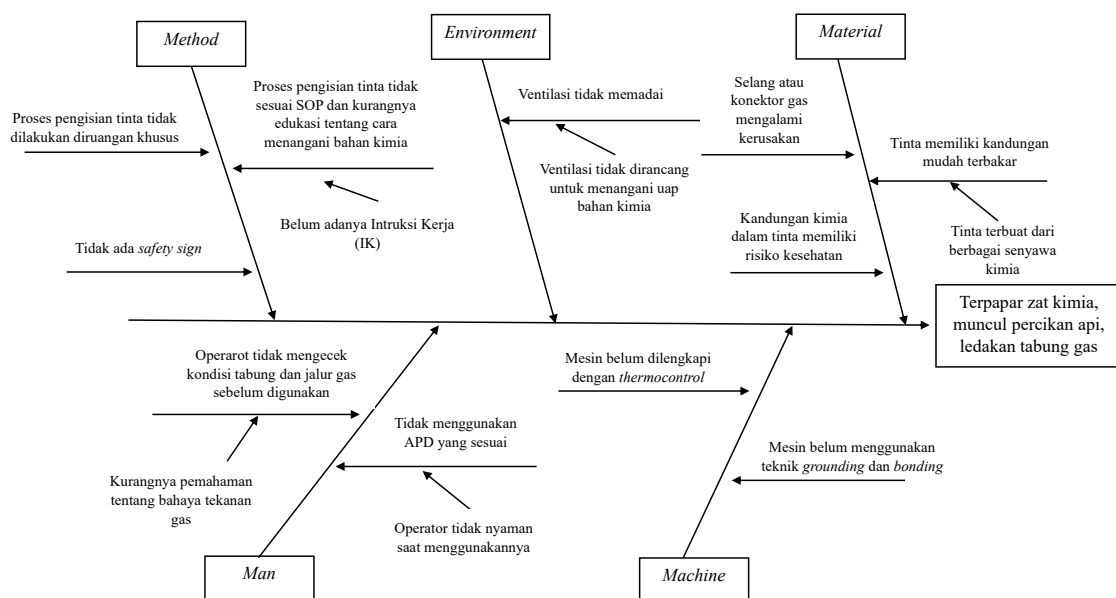 Method
Environment
Material
Proses pengisian tinta tidak
dilakukan diruangan khusus
Proses pengisian tinta tidak
sesuai SOP dan kurangnya
edukasi tentang cara
menangani bahan kimia
Belum adanya Intruksi Kerja
(IK)
Tidak ada safety sign
Ventilasi tidak memadai
Ventilasi tidak dirancang
untuk menangani uap
bahan kimia
Selang atau
konektor gas
mengalami
kerusakan
Tinta memiliki kandungan
mudah terbakar
Tinta terbuat dari
berbagai senyawa
kimia
Kandungan kimia
dalam tinta memiliki
risiko kesehatan
Terpapar zat kimia,
muncul percikan api,
ledakan tabung gas
Operarot tidak mengecek
kondisi tabung dan jalur gas
sebelum digunakan
Kurangnya pemahaman
tentang bahaya tekanan
gas
Tidak menggunakan
APD yang sesuai
Operator tidak nyaman
saat menggunakannya
Mesin belum dilengkapi
dengan thermocontrol
Mesin belum menggunakan
teknik grounding dan bonding
Man
Machine